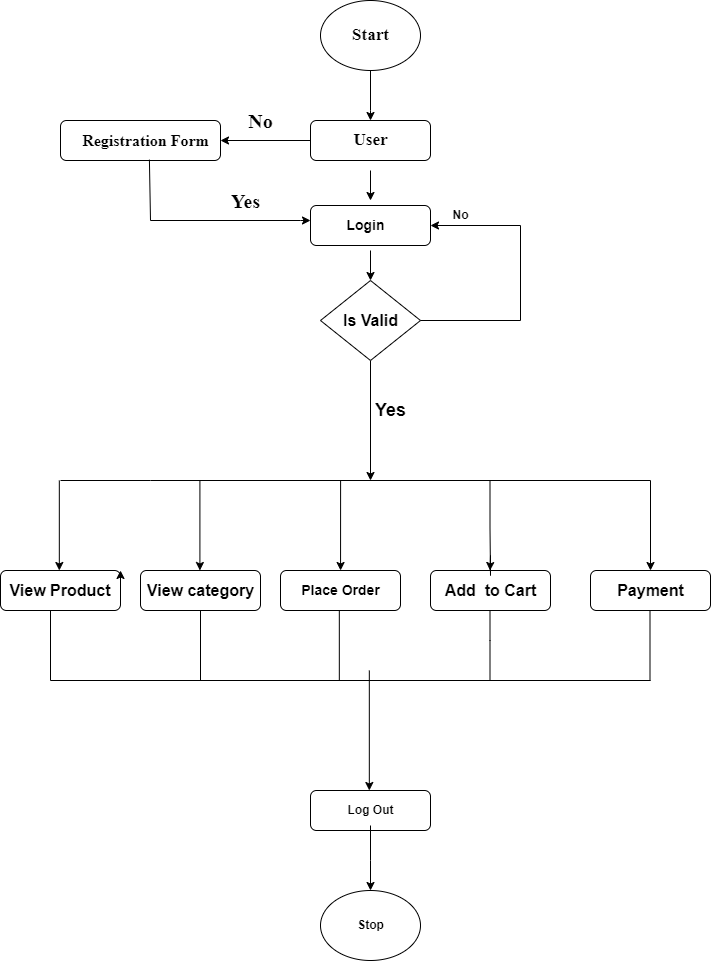 Start
No
Registration Form
User
Yes
Login
No
Is Valid
Yes
View Product
View category
Place Order
Add  to Cart
Payment
Log Out
Stop